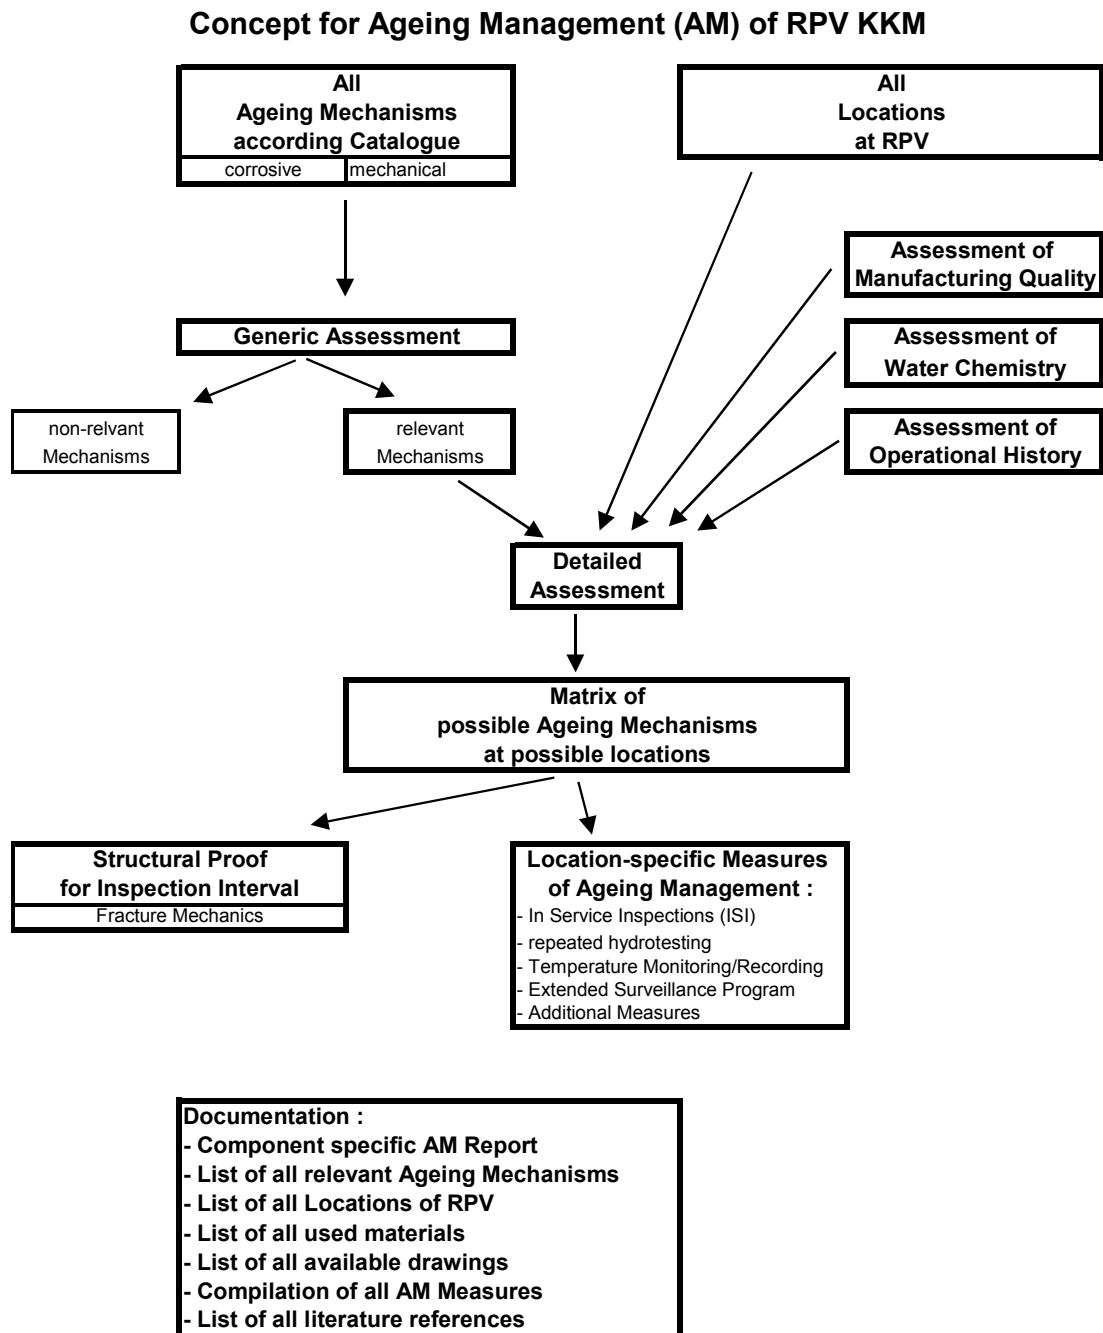 Concept for Ageing Management (AM) of RPV KKM
All
Ageing Mechanisms
according Catalogue
corrosive
mechanical
All
Locations
at RPV
Assessment of
Manufacturing Quality
Generic Assessment
Assessment of
Water Chemistry
non-relvant
Mechanisms
relevant
Mechanisms
Assessment of
Operational History
Detailed
Assessment
Matrix of
possible Ageing Mechanisms
at possible locations
Structural Proof
for Inspection Interval
Fracture Mechanics
Location-specific Measures
of Ageing Management :
- In Service Inspections (ISI)
- repeated hydrotesting
- Temperature Monitoring/Recording
- Extended Surveillance Program
- Additional Measures
Documentation :
- Component specific AM Report
- List of all relevant Ageing Mechanisms
- List of all Locations of RPV
- List of all used materials
- List of all available drawings
- Compilation of all AM Measures
- List of all literature references